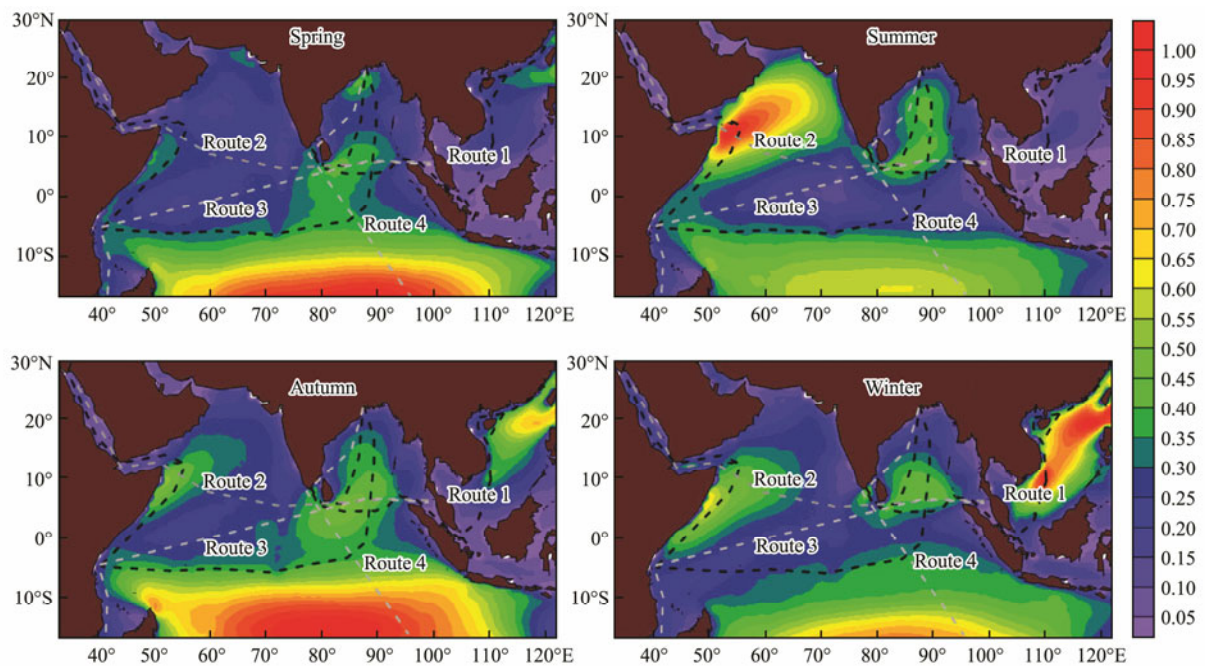 30°N
20°
10°
0°
10°S
Spring
Route 2
Route 1
Route 3
Route 4
40° 50° 60° 70° 80° 90° 100° 110° 120°E
30°N
20°
10°
0°
10°S
Summer
Route 2
Route 1
Route 3
Route 4
40° 50° 60° 70° 80° 90° 100° 110° 120°E
30°N
20°
10°
0°
10°S
Autumn
Route 2
Route 1
Route 3
Route 4
40° 50° 60° 70° 80° 90° 100° 110° 120°E
30°N
20°
10°
0°
10°S
Winter
Route 2
Route 1
Route 3
Route 4
40° 50° 60° 70° 80° 90° 100° 110° 120°E
1.00
0.95
0.90
0.85
0.80
0.75
0.70
0.65
0.60
0.55
0.50
0.45
0.40
0.35
0.30
0.25
0.20
0.15
0.10
0.05